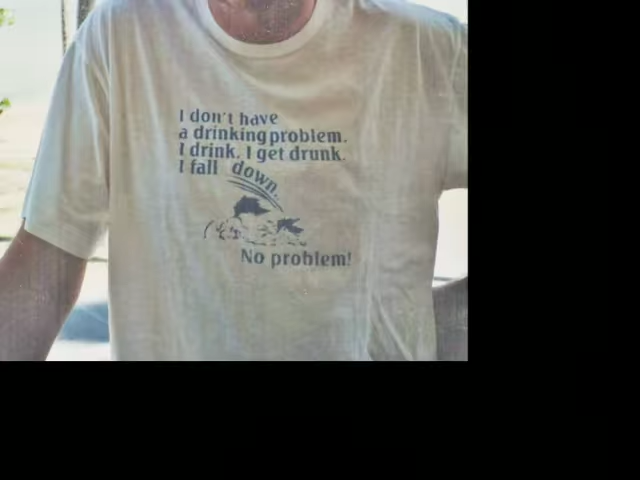 I don't have
a drinking problem.
I drink. I get drunk.
I fall down.
No problem!